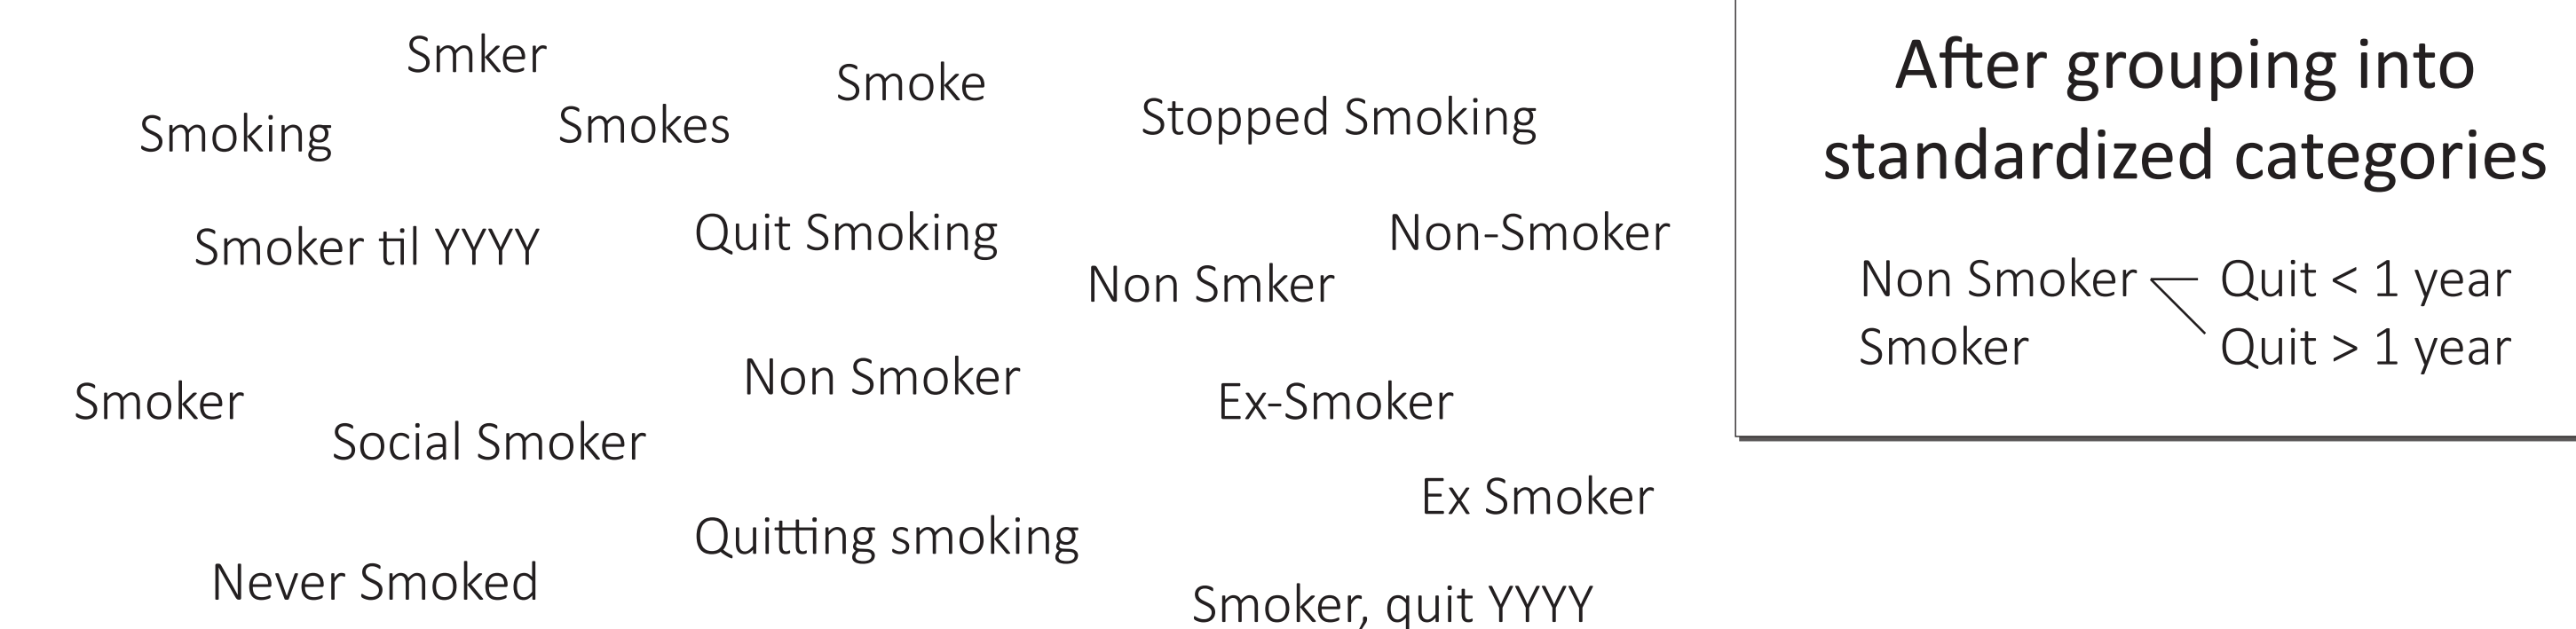 Smker
Smoke
Smoking
Smokes
Stopped Smoking
Smoker til YYYY
Quit Smoking
Non-Smoker
Non Smker
Smoker
Non Smoker
Ex-Smoker
Social Smoker
Ex Smoker
Quitting smoking
Never Smoked
Smoker, quit YYYY
After grouping into
standardized categories
Non Smoker Quit < 1 year
Smoker Quit > 1 year